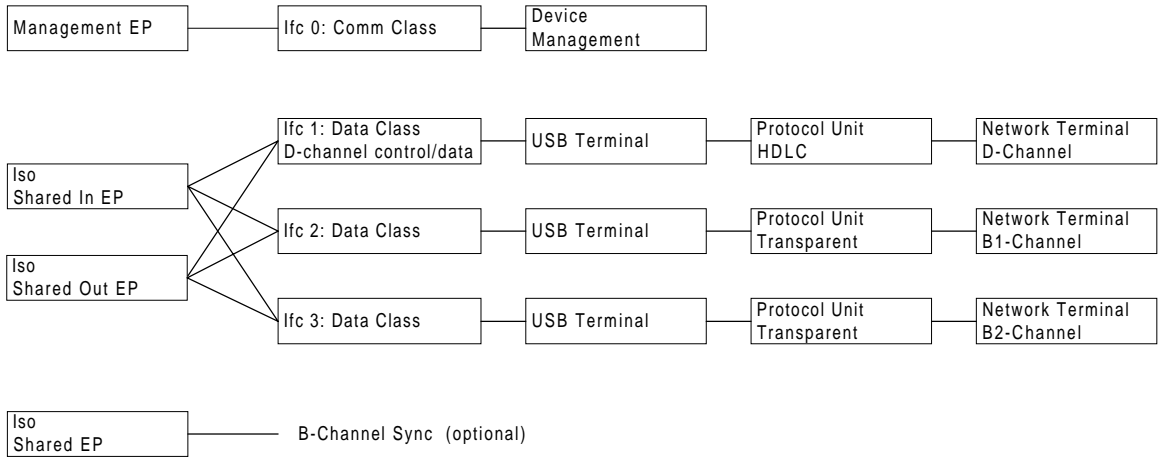 Management EP
Ifc 0: Comm Class
Device
Management
Ifc 1: Data Class
D-channel control/data
USB Terminal
Protocol Unit
HDLC
Network Terminal
D-Channel
Iso
Shared In EP
Ifc 2: Data Class
USB Terminal
Protocol Unit
Transparent
Network Terminal
B1-Channel
Iso
Shared Out EP
Ifc 3: Data Class
USB Terminal
Protocol Unit
Transparent
Network Terminal
B2-Channel
Iso
Shared EP
B-Channel Sync (optional)